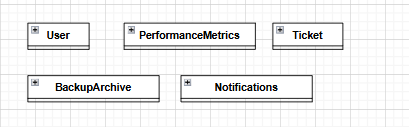 User
PerformanceMetrics
Ticket
BackupArchive
Notifications